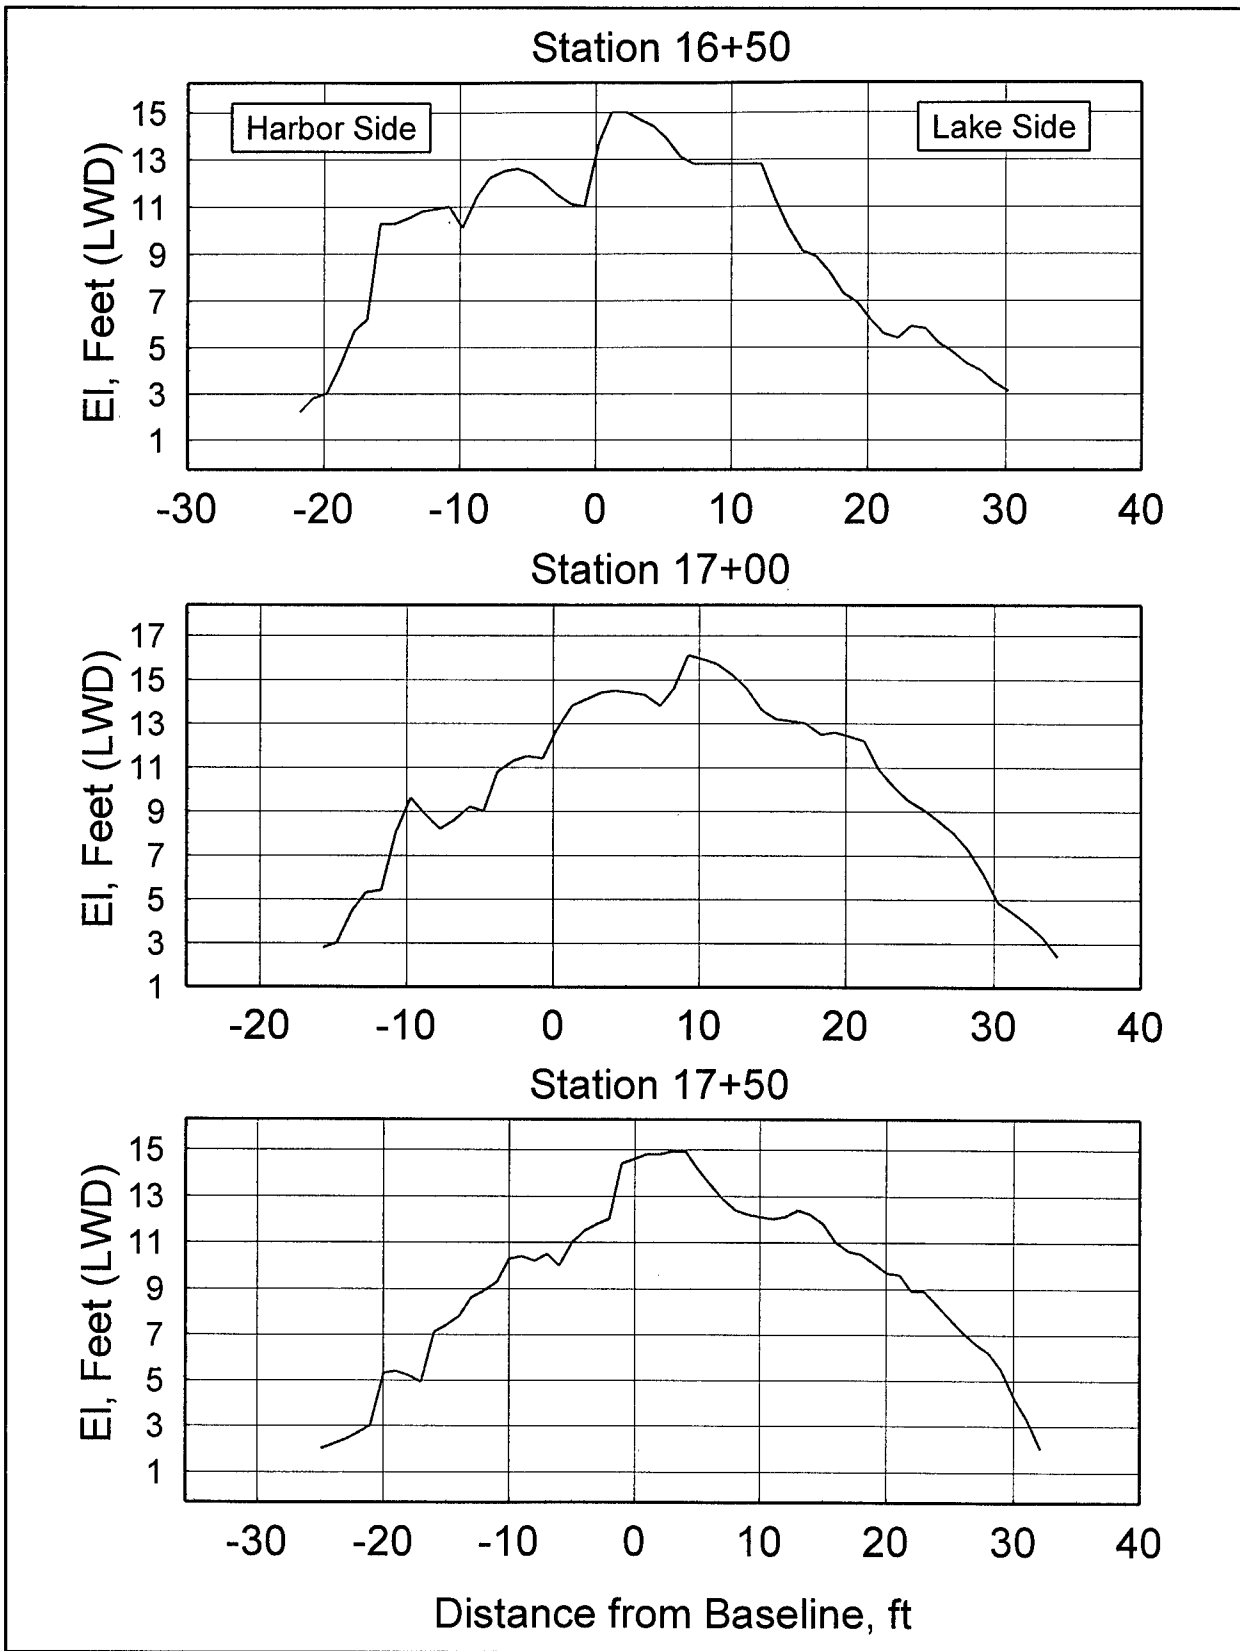 Station 16+50
Harbor Side
Lake Side
El, Feet (LWD)
15
13
11
9
7
5
3
1
-30 -20 -10 0 10 20 30 40
Station 17+00
El, Feet (LWD)
17
15
13
11
9
7
5
3
1
-20 -10 0 10 20 30 40
Station 17+50
El, Feet (LWD)
15
13
11
9
7
5
3
1
-30 -20 -10 0 10 20 30 40
Distance from Baseline, ft